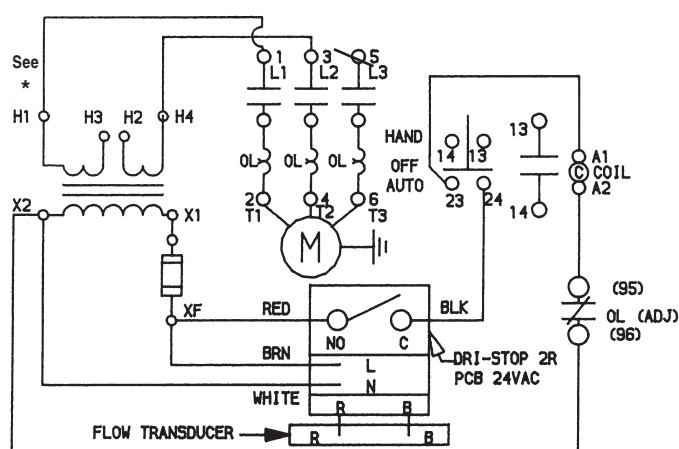 See
*
H1 H3 H2 H4
1 3 5
L1 L2 L3
HAND
OFF
AUTO
14 13
23 24
13
14
A1
C COIL
A2
OL OL OL
2 4 6
T1 T2 T3
M
X2 X1
XF
RED
BRN
WHITE
NO C
BLK
L
N
R B
DRI-STOP 2R
PCB 24VAC
(95)
OL (ADJ)
(96)
FLOW TRANSDUCER
R B